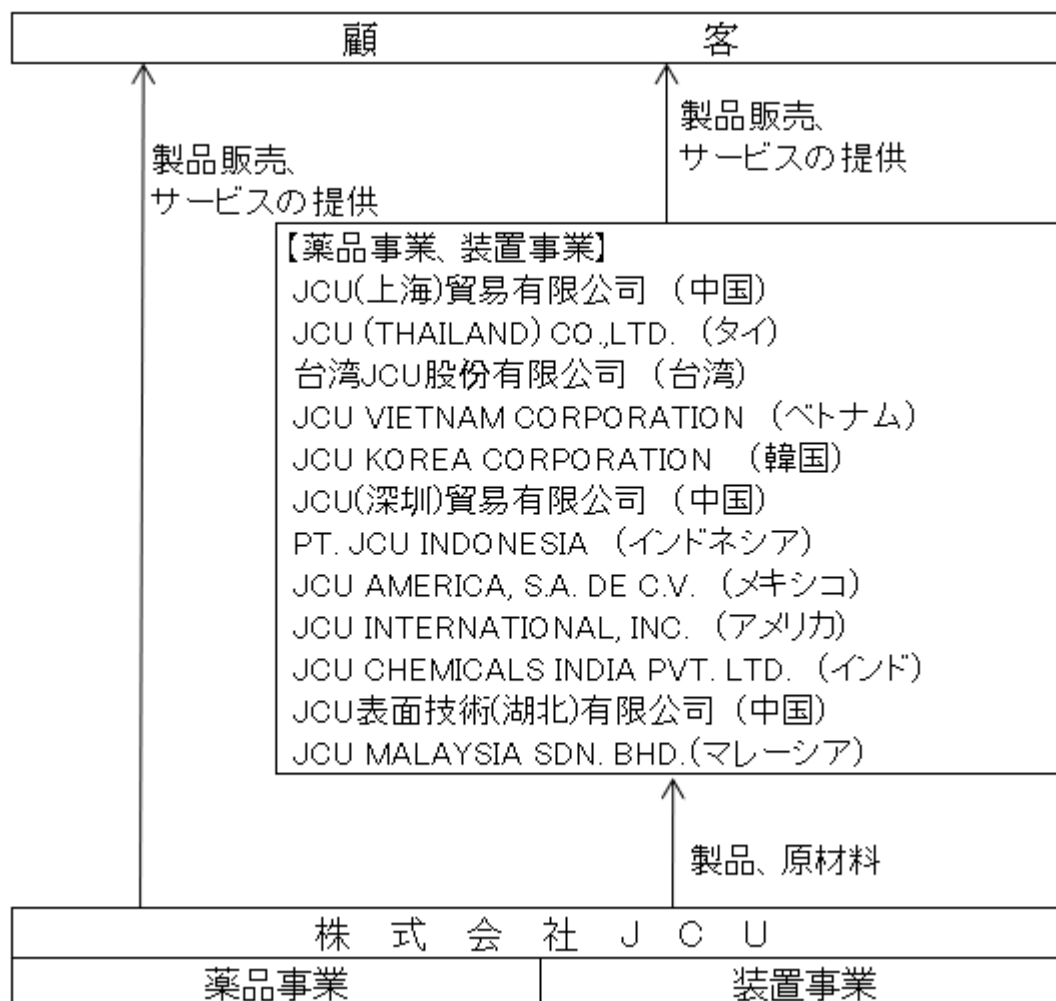 顧客
製品販売、
サービスの提供
製品販売、
サービスの提供
【薬品事業、装置事業】
JCU(上海)貿易有限公司 (中国)
JCU (THAILAND) CO.,LTD. (タイ)
台湾JCU股份有限公司 (台湾)
JCU VIETNAM CORPORATION (ベトナム)
JCU KOREA CORPORATION (韓国)
JCU(深圳)貿易有限公司 (中国)
PT. JCU INDONESIA (インドネシア)
JCU AMERICA, S.A. DE C.V. (メキシコ)
JCU INTERNATIONAL, INC. (アメリカ)
JCU CHEMICALS INDIA PVT. LTD. (インド)
JCU表面技術(湖北)有限公司 (中国)
JCU MALAYSIA SDN. BHD.(マレーシア)
製品、原材料
株式会社JCU
薬品事業
装置事業